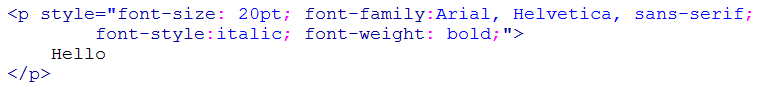 <p style="font-size: 20pt; font-family:Arial, Helvetica, sans-serif;
font-style:italic; font-weight: bold;">
Hello
</p>